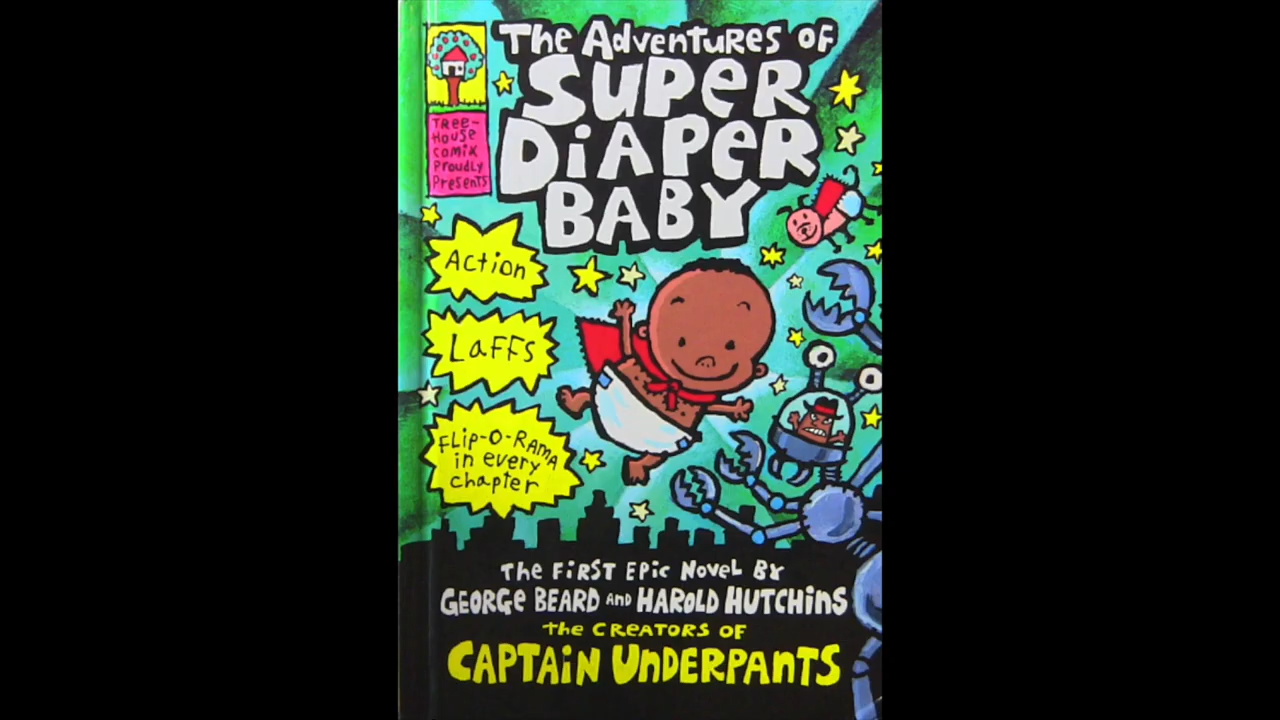 The Adventures of
SUPER
DiAPER
BABY
TRee-
House
Comix
Proudly
Presents
Action
Laffs
FLip-O-RAMA
in every
chapter
The First Epic Novel by
George Beard and Harold Hutchins
the creators of
Captain Underpants